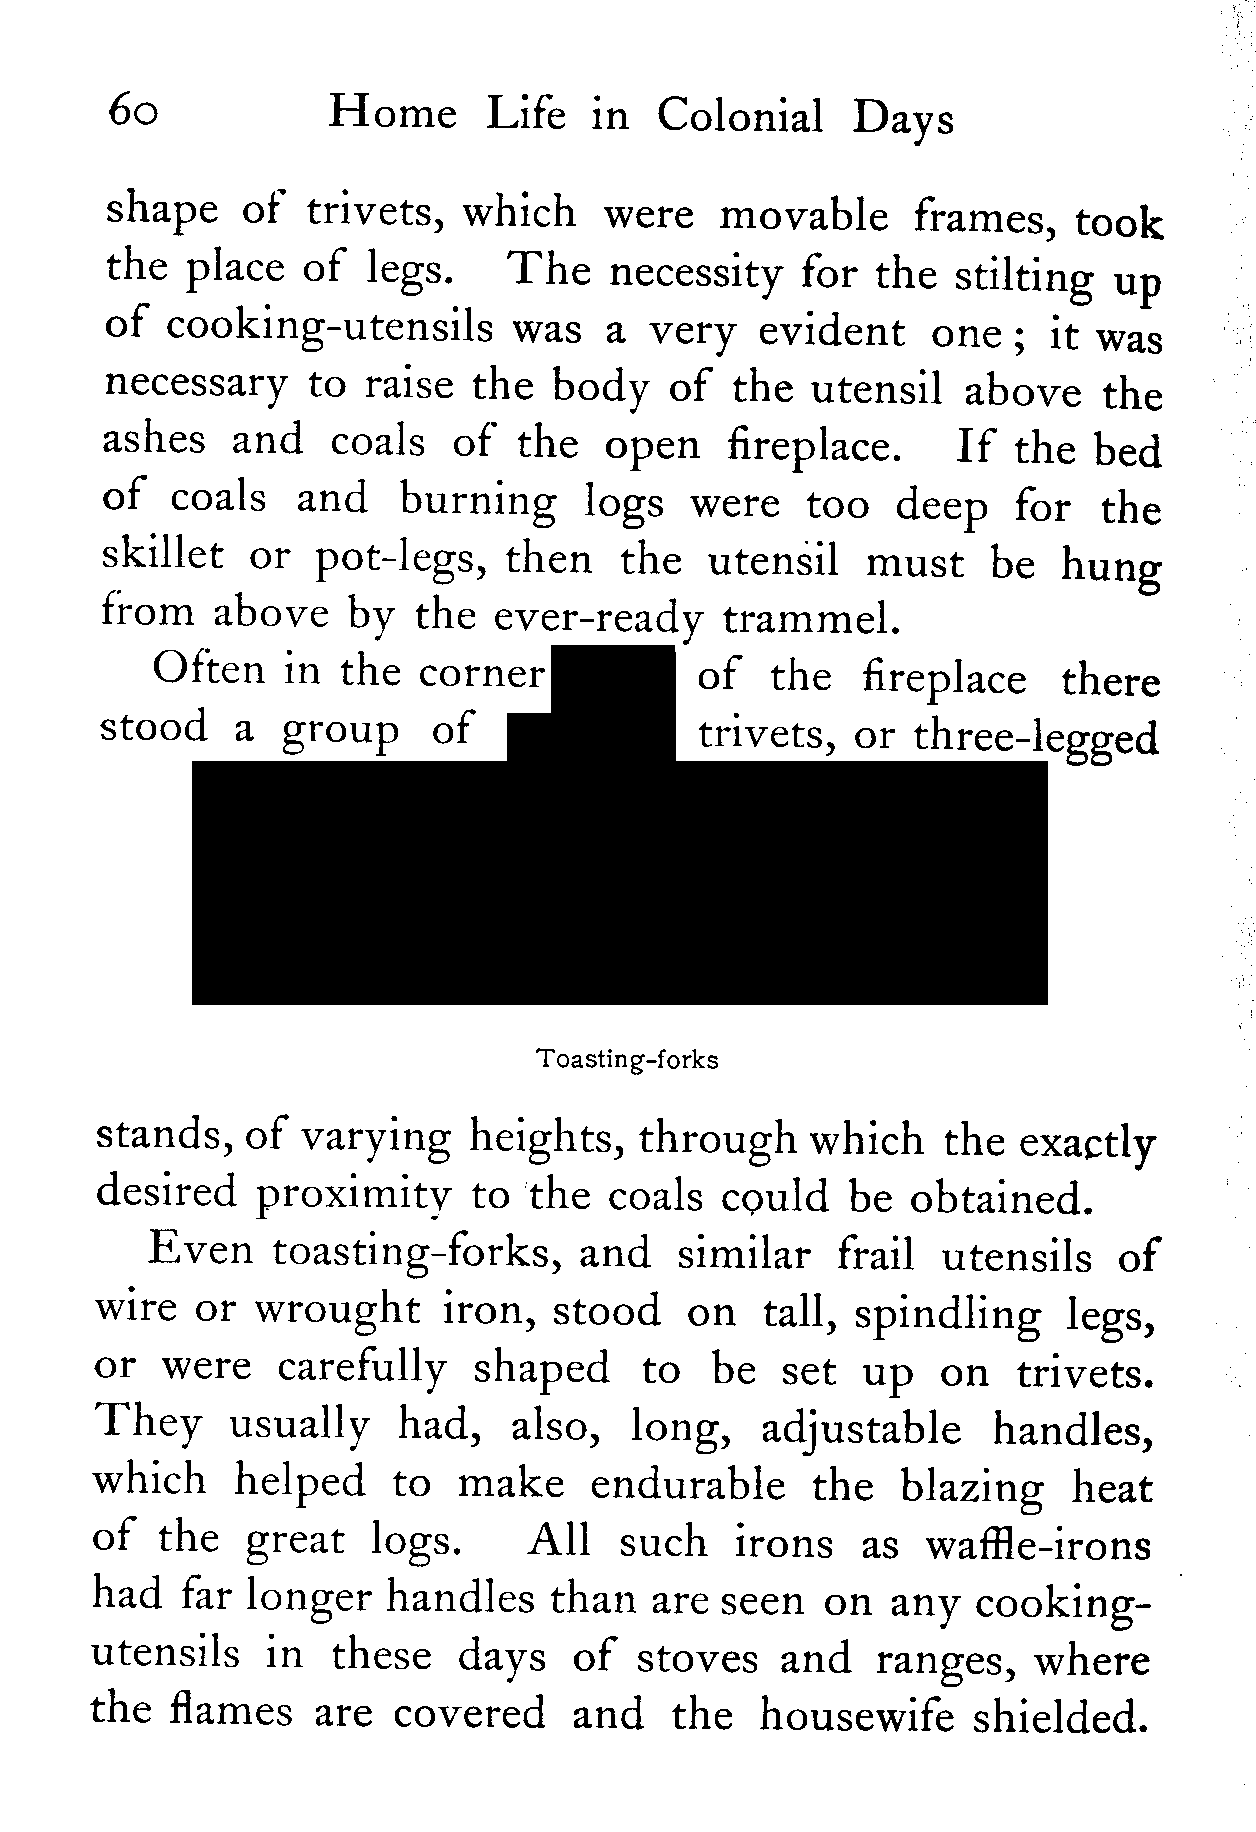 60 Home Life in Colonial Days
shape of trivets, which were movable frames, took
the place of legs. The necessity for the stilting up
of cooking-utensils was a very evident one; it was
necessary to raise the body of the utensil above the
ashes and coals of the open fireplace. If the bed
of coals and burning logs were too deep for the
skillet or pot-legs, then the utensil must be hung
from above by the ever-ready trammel.
Often in the corner of the fireplace there
stood a group of trivets, or three-legged
Toasting-forks
stands, of varying heights, through which the exactly
desired proximity to the coals could be obtained.
Even toasting-forks, and similar frail utensils of
wire or wrought iron, stood on tall, spindling legs,
or were carefully shaped to be set up on trivets.
They usually had, also, long, adjustable handles,
which helped to make endurable the blazing heat
of the great logs. All such irons as waffle-irons
had far longer handles than are seen on any cooking-
utensils in these days of stoves and ranges, where
the flames are covered and the housewife shielded.